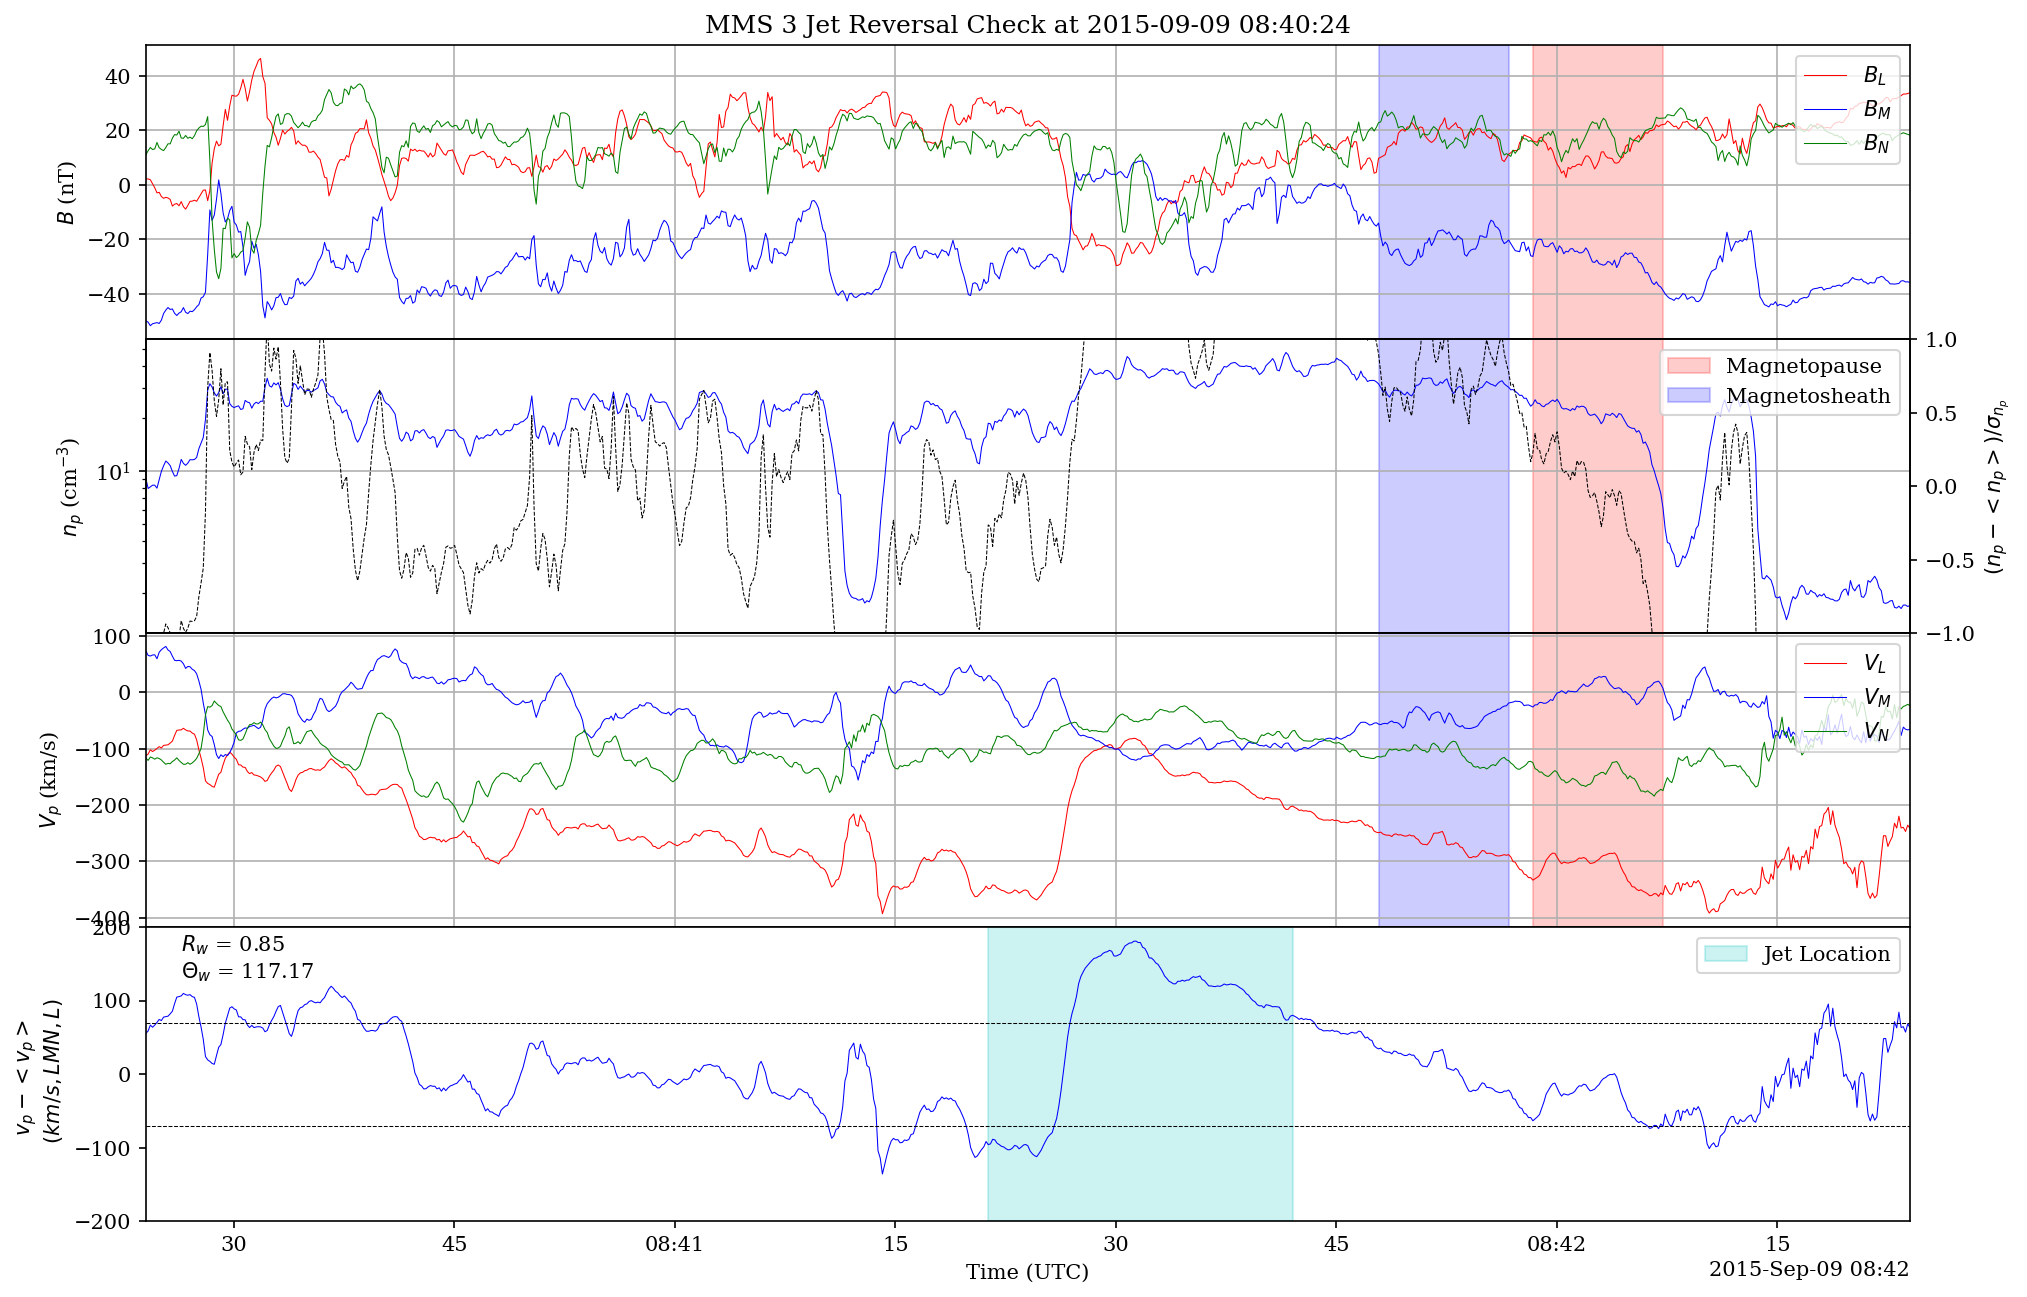 MMS 3 Jet Reversal Check at 2015-09-09 08:40:24
40
20
0
−20
−40
B (nT)
B_L
B_M
B_N
10^1
n_p (cm^−3)
Magnetopause
Magnetosheath
1.0
0.5
0.0
−0.5
−1.0
(n_p − < n_p >)/σ_{n_p}
100
0
−100
−200
−300
−400
V_p (km/s)
V_L
V_M
V_N
200
100
0
−100
−200
v_p − < v_p >
(km/s, LMN, L)
R_w = 0.85
Θ_w = 117.17
Jet Location
30
45
08:41
15
30
45
08:42
15
Time (UTC)
2015-Sep-09 08:42